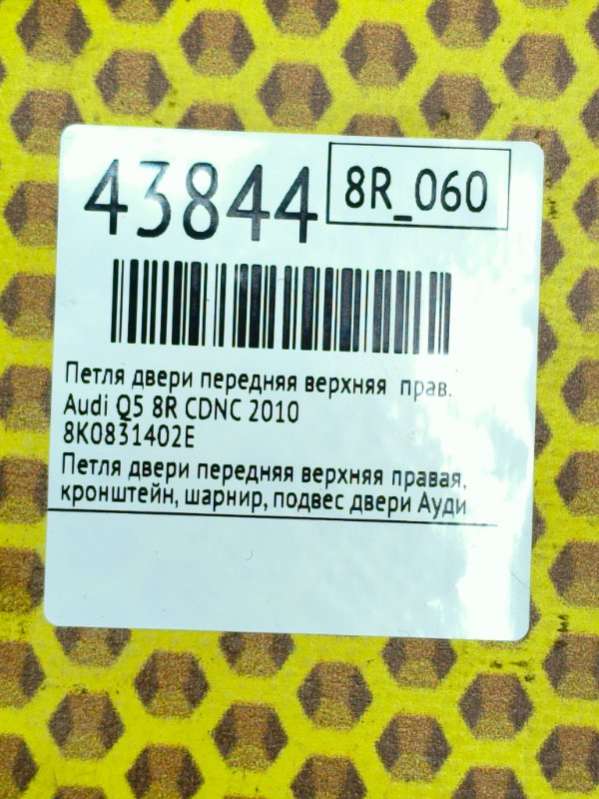 43844
8R_060
Петля двери передняя верхняя прав.
Audi Q5 8R CDNC 2010
8K0831402E
Петля двери передняя верхняя правая,
кронштейн, шарнир, подвес двери Ауди